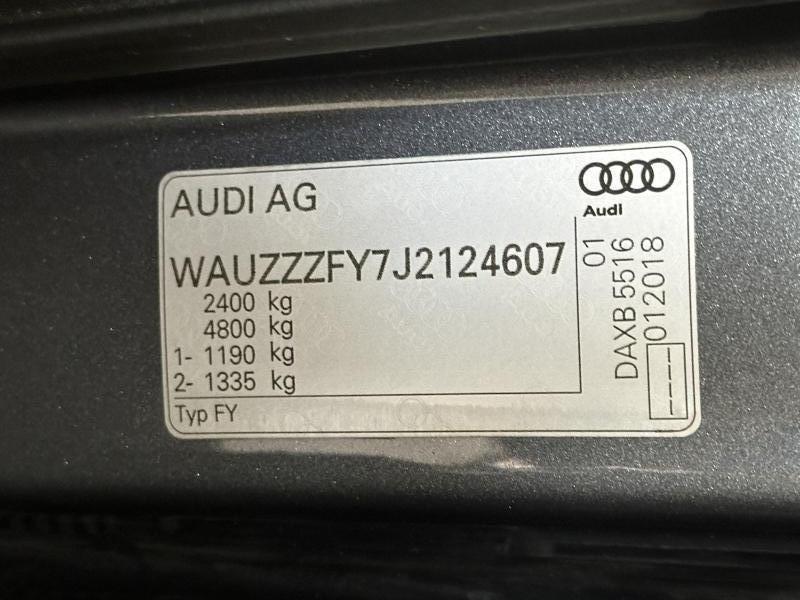 AUDI AG
Audi
WAUZZZFY7J2124607
2400 kg
4800 kg
1- 1190 kg
2- 1335 kg
Typ FY
01
DAXB 5516
012018
----